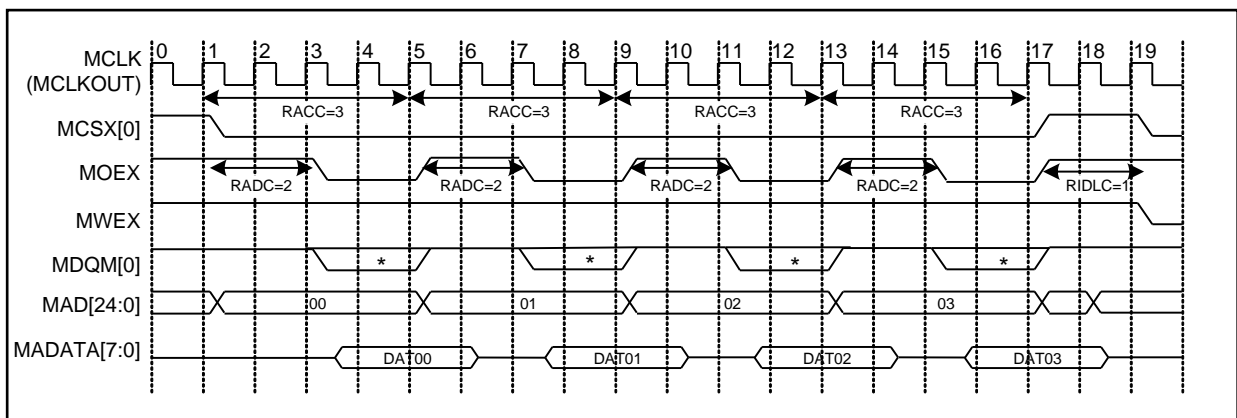 0 1 2 3 4 5 6 7 8 9 10 11 12 13 14 15 16 17 18 19
MCLK
(MCLKOUT)
RACC=3 RACC=3 RACC=3 RACC=3
MCSX[0]
MOEX
RADC=2 RADC=2 RADC=2 RADC=2 RIDLC=1
MWEX
MDQM[0]
* * * *
MAD[24:0]
00 01 02 03
MADATA[7:0]
DAT00 DAT01 DAT02 DAT03